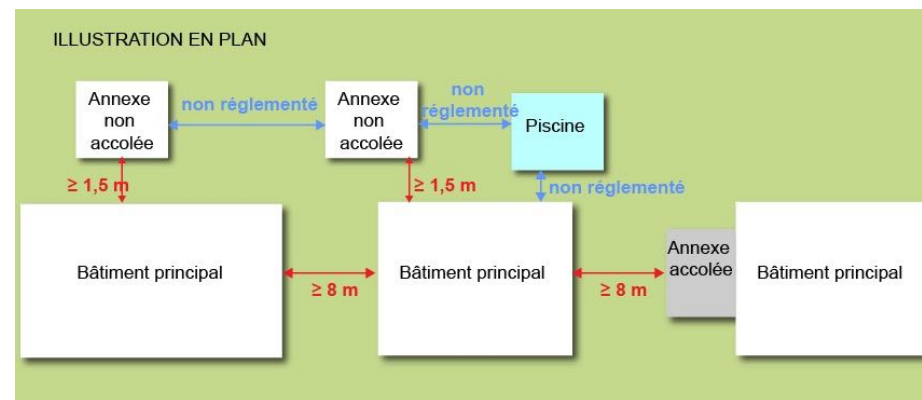 ILLUSTRATION EN PLAN
Annexe
non
accolée
non réglementé
Annexe
non
accolée
non
réglementé
Piscine
≥ 1,5 m
≥ 1,5 m
non réglementé
Bâtiment principal
≥ 8 m
Bâtiment principal
≥ 8 m
Annexe
accolée
Bâtiment principal